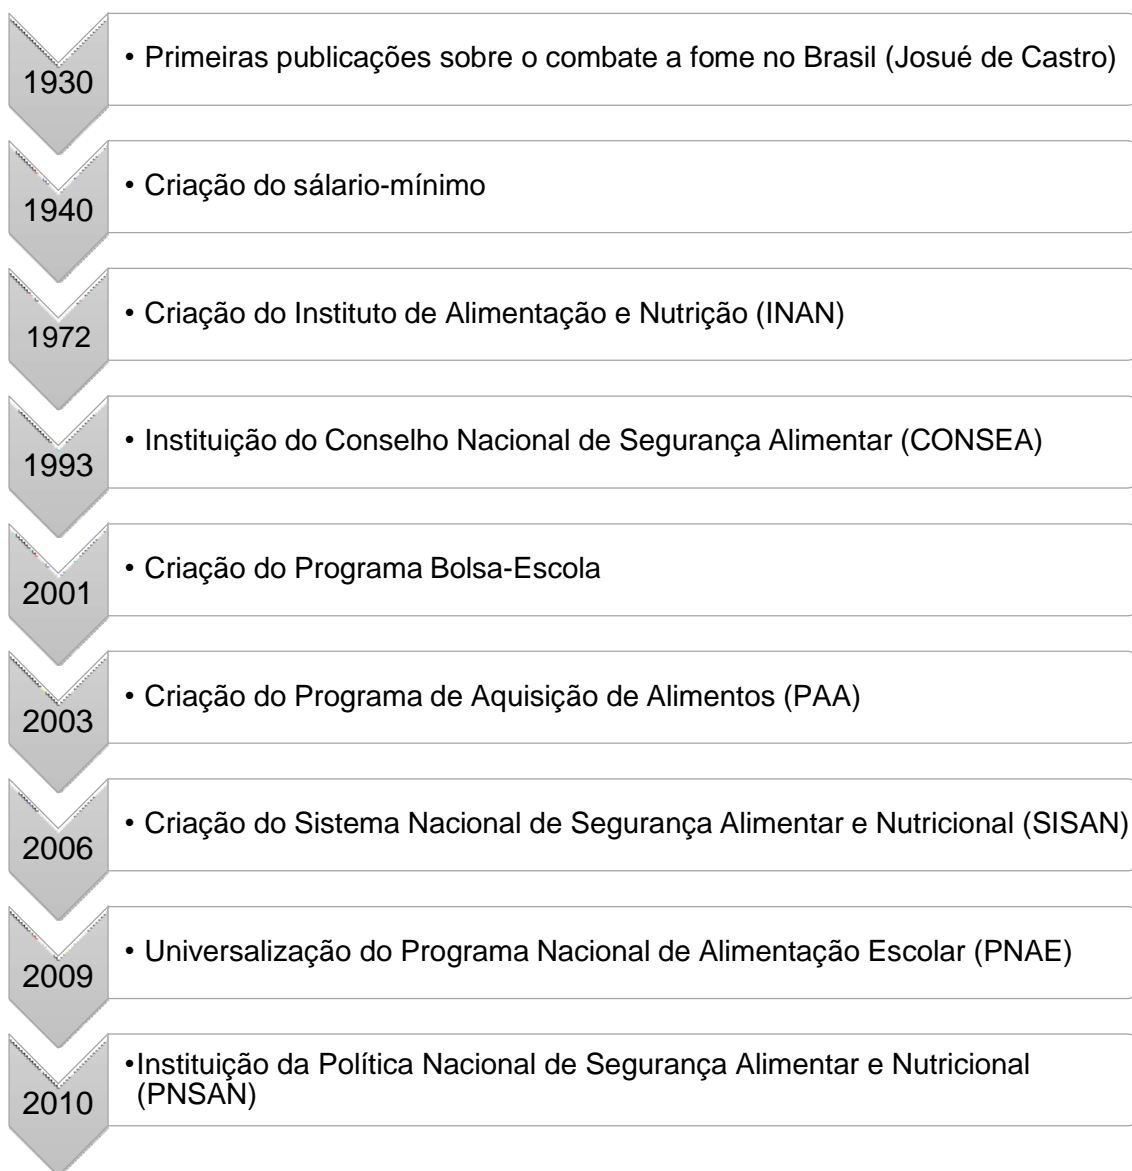 1930
• Primeiras publicações sobre o combate a fome no Brasil (Josué de Castro)
1940
• Criação do sálario-mínimo
1972
• Criação do Instituto de Alimentação e Nutrição (INAN)
1993
• Instituição do Conselho Nacional de Segurança Alimentar (CONSEA)
2001
• Criação do Programa Bolsa-Escola
2003
• Criação do Programa de Aquisição de Alimentos (PAA)
2006
• Criação do Sistema Nacional de Segurança Alimentar e Nutricional (SISAN)
2009
• Universalização do Programa Nacional de Alimentação Escolar (PNAE)
2010
•Instituição da Política Nacional de Segurança Alimentar e Nutricional
(PNSAN)